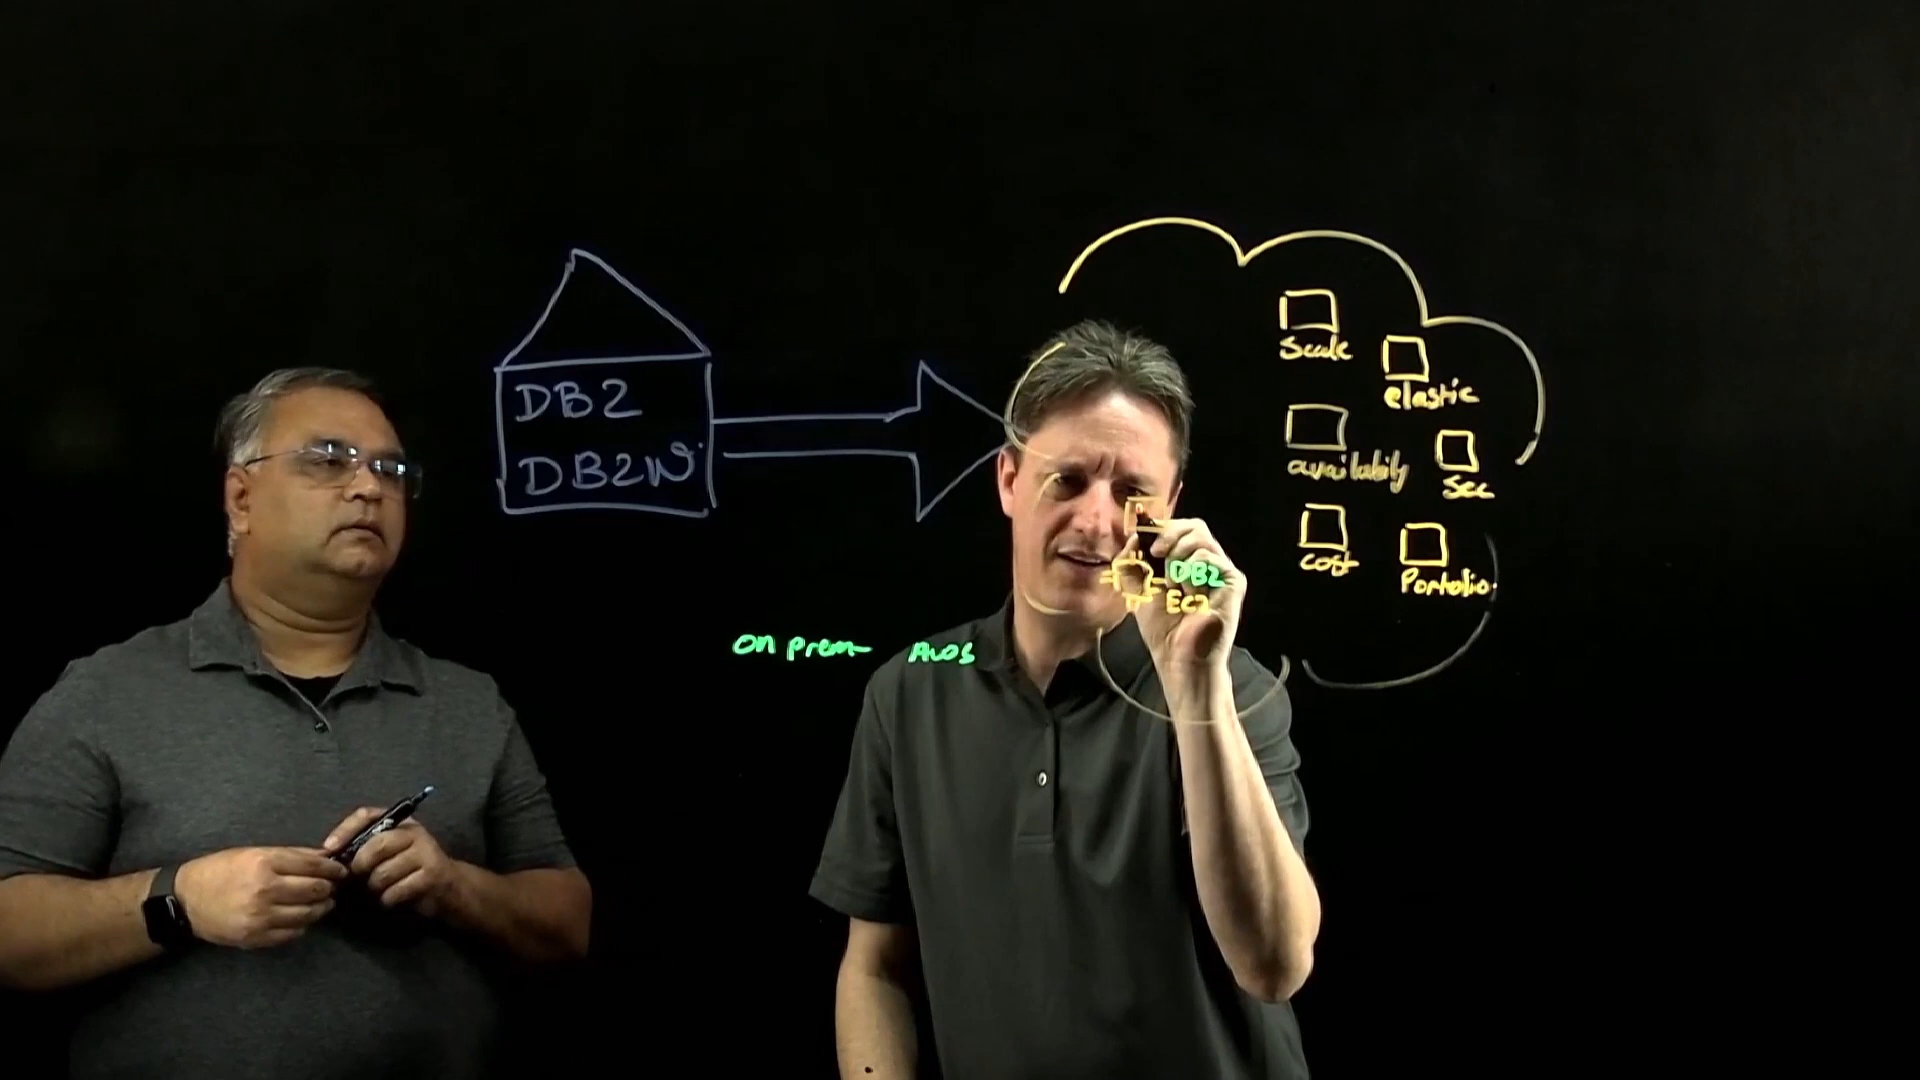 DB2
DB2W
Scale
elastic
availability
Sec
cost
Portfolio
DB2
EC2
on prem
AWS